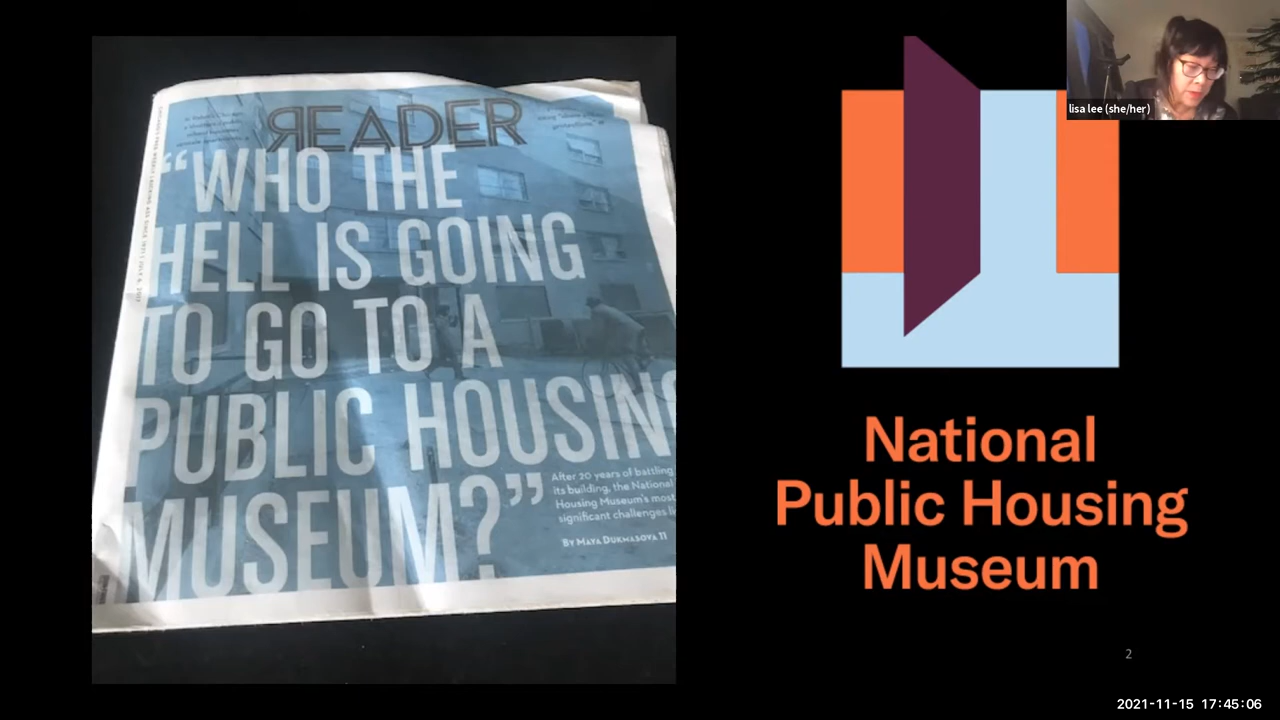 READER
“WHO THE
HELL IS GOING
TO GO TO A
PUBLIC HOUSING
MUSEUM?”
After 20 years of battling
its building, the National
Housing Museum's most
significant challenges
BY MAYA DUKMASOVA 11
lisa lee (she/her)
National
Public Housing
Museum
2
2021-11-15 17:45:06